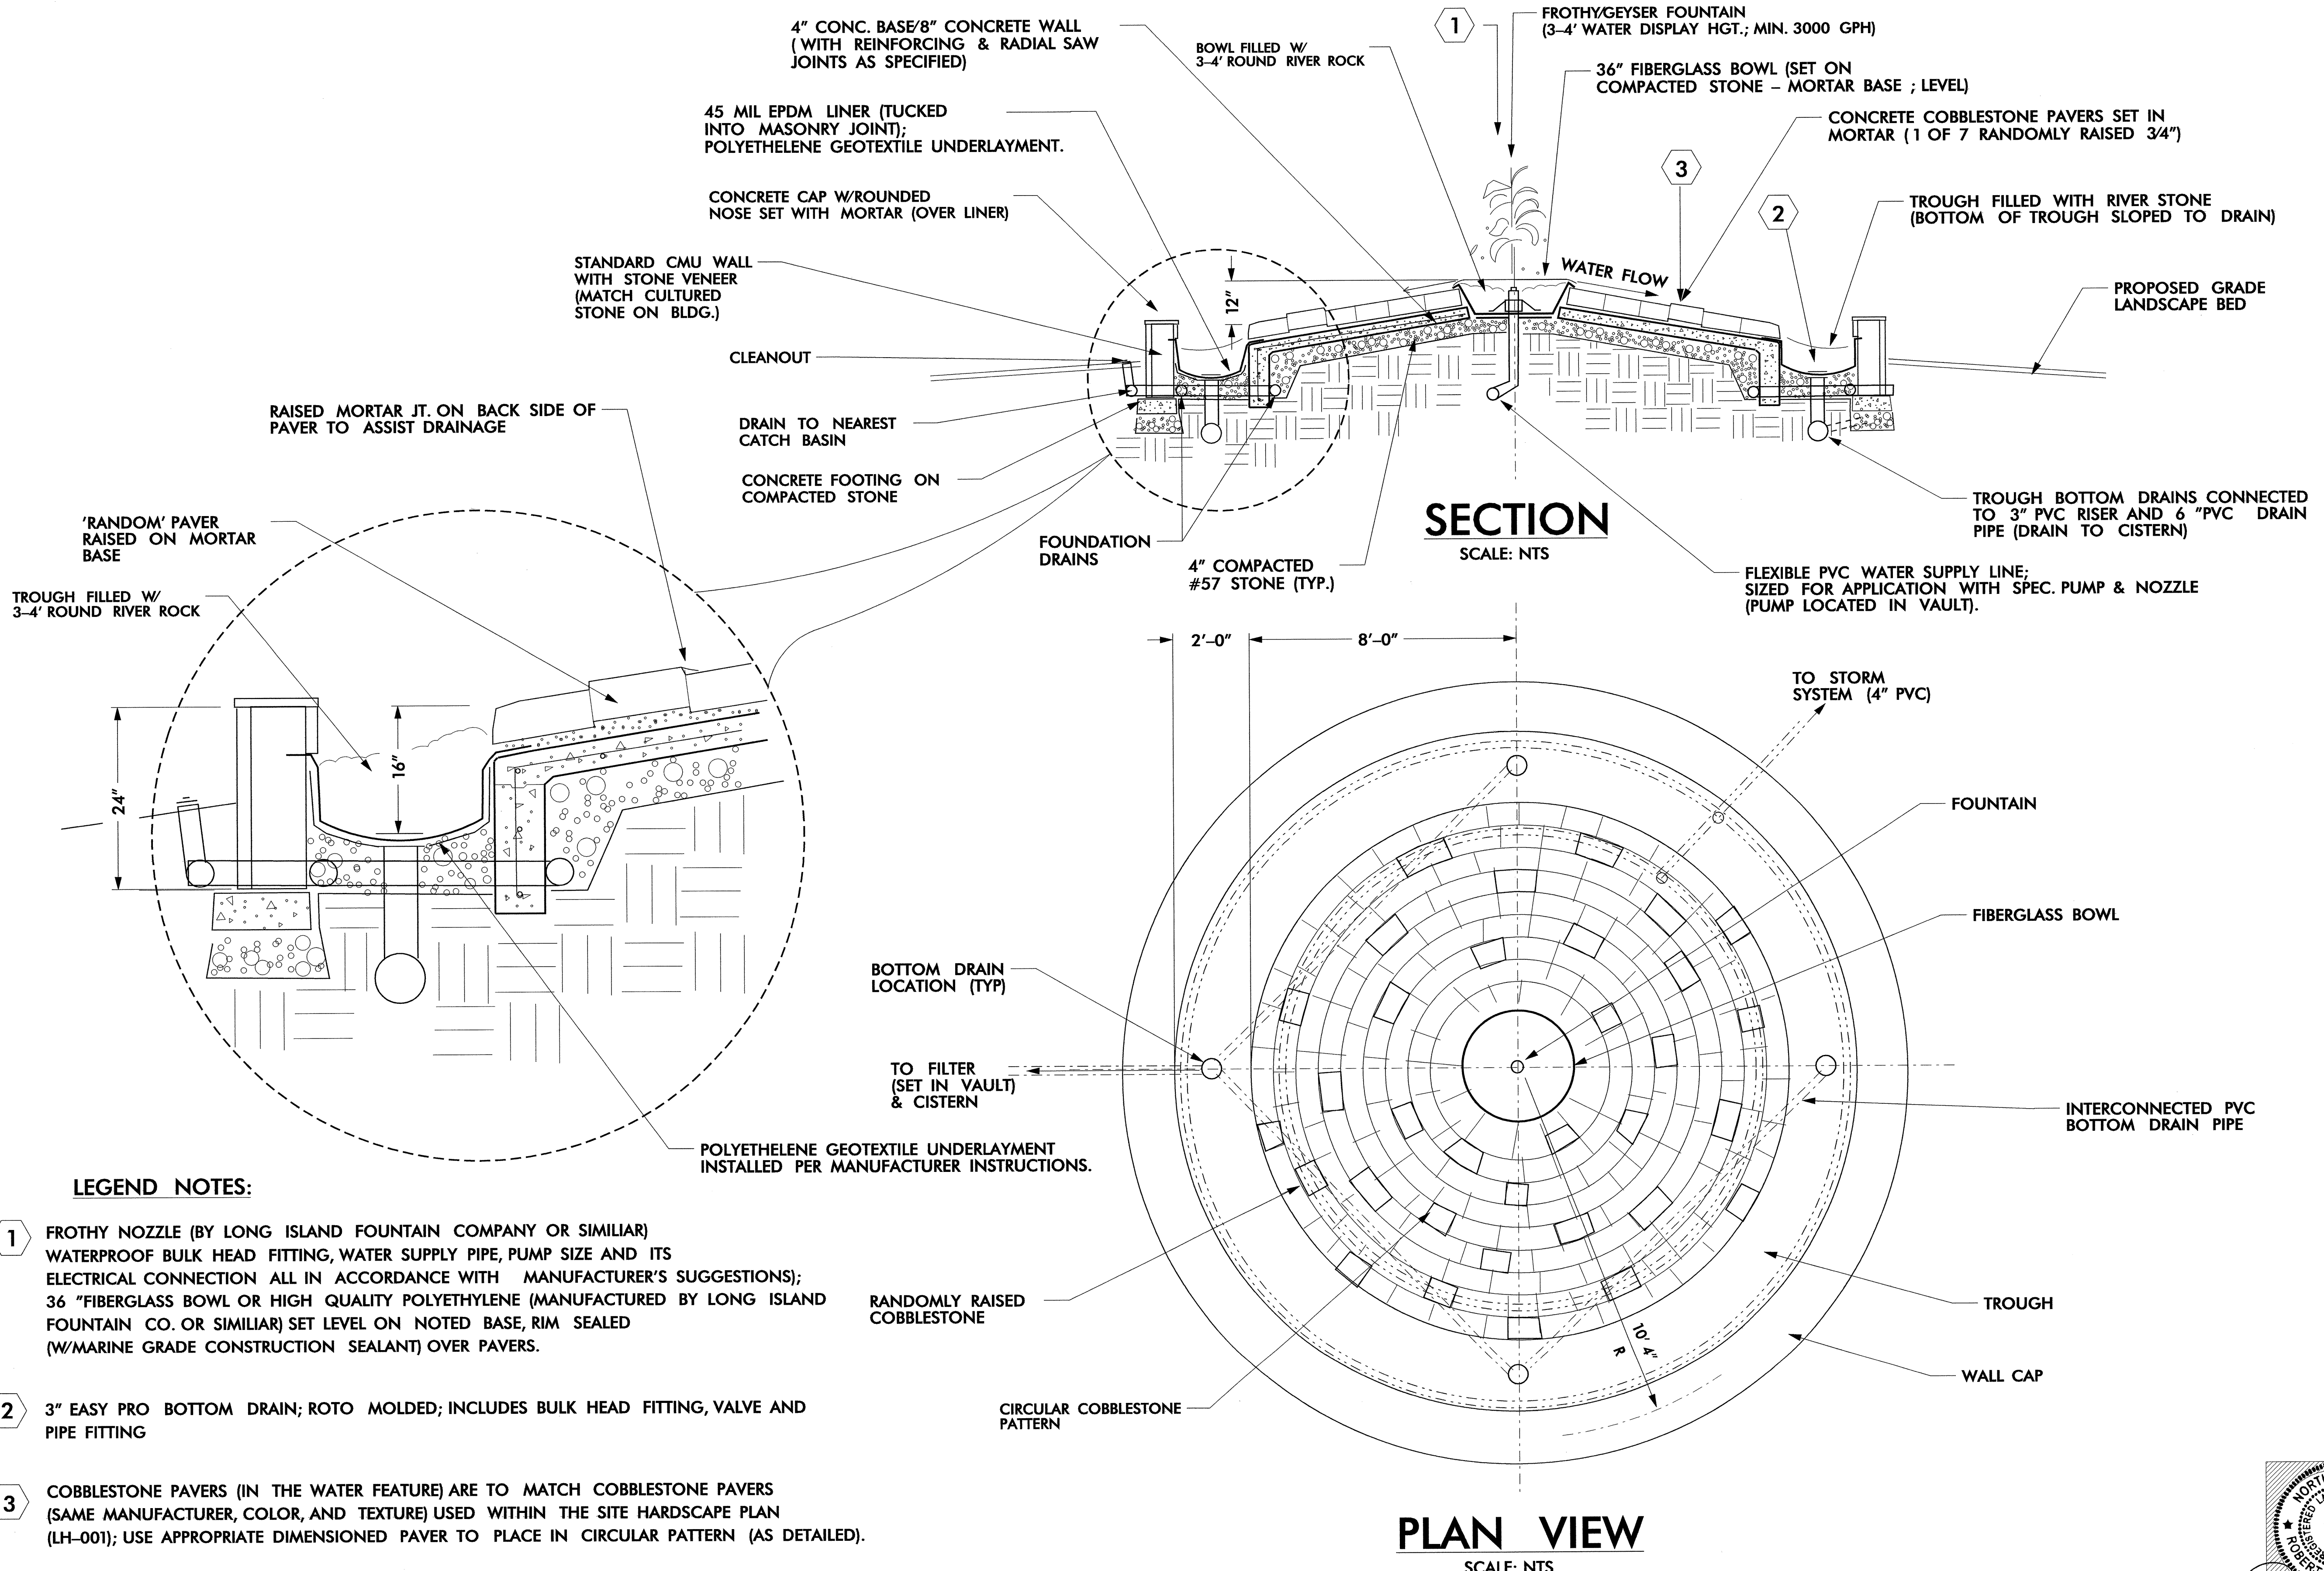 4" CONC. BASE/8" CONCRETE WALL
( WITH REINFORCING & RADIAL SAW
JOINTS AS SPECIFIED)
BOWL FILLED W/
3–4' ROUND RIVER ROCK
1
FROTHY/GEYSER FOUNTAIN
(3–4' WATER DISPLAY HGT.; MIN. 3000 GPH)
36" FIBERGLASS BOWL (SET ON
COMPACTED STONE – MORTAR BASE ; LEVEL)
CONCRETE COBBLESTONE PAVERS SET IN
MORTAR ( 1 OF 7 RANDOMLY RAISED 3/4")
3
2
TROUGH FILLED WITH RIVER STONE
(BOTTOM OF TROUGH SLOPED TO DRAIN)
45 MIL EPDM LINER (TUCKED
INTO MASONRY JOINT);
POLYETHELENE GEOTEXTILE UNDERLAYMENT.
CONCRETE CAP W/ROUNDED
NOSE SET WITH MORTAR (OVER LINER)
STANDARD CMU WALL
WITH STONE VENEER
(MATCH CULTURED
STONE ON BLDG.)
12"
WATER FLOW
PROPOSED GRADE
LANDSCAPE BED
CLEANOUT
RAISED MORTAR JT. ON BACK SIDE OF
PAVER TO ASSIST DRAINAGE
DRAIN TO NEAREST
CATCH BASIN
CONCRETE FOOTING ON
COMPACTED STONE
FOUNDATION
DRAINS
4" COMPACTED
#57 STONE (TYP.)
SECTION
SCALE: NTS
TROUGH BOTTOM DRAINS CONNECTED
TO 3" PVC RISER AND 6 "PVC DRAIN
PIPE (DRAIN TO CISTERN)
FLEXIBLE PVC WATER SUPPLY LINE;
SIZED FOR APPLICATION WITH SPEC. PUMP & NOZZLE
(PUMP LOCATED IN VAULT).
'RANDOM' PAVER
RAISED ON MORTAR
BASE
TROUGH FILLED W/
3–4' ROUND RIVER ROCK
24"
16"
POLYETHELENE GEOTEXTILE UNDERLAYMENT
INSTALLED PER MANUFACTURER INSTRUCTIONS.
2'–0"
8'–0"
TO STORM
SYSTEM (4" PVC)
FOUNTAIN
FIBERGLASS BOWL
BOTTOM DRAIN
LOCATION (TYP)
TO FILTER
(SET IN VAULT)
& CISTERN
INTERCONNECTED PVC
BOTTOM DRAIN PIPE
RANDOMLY RAISED
COBBLESTONE
TROUGH
10' 4"
R
WALL CAP
CIRCULAR COBBLESTONE
PATTERN
PLAN VIEW
SCALE: NTS
LEGEND NOTES:
1
FROTHY NOZZLE (BY LONG ISLAND FOUNTAIN COMPANY OR SIMILIAR)
WATERPROOF BULK HEAD FITTING, WATER SUPPLY PIPE, PUMP SIZE AND ITS
ELECTRICAL CONNECTION ALL IN ACCORDANCE WITH MANUFACTURER'S SUGGESTIONS);
36 "FIBERGLASS BOWL OR HIGH QUALITY POLYETHYLENE (MANUFACTURED BY LONG ISLAND
FOUNTAIN CO. OR SIMILIAR) SET LEVEL ON NOTED BASE, RIM SEALED
(W/MARINE GRADE CONSTRUCTION SEALANT) OVER PAVERS.
2
3" EASY PRO BOTTOM DRAIN; ROTO MOLDED; INCLUDES BULK HEAD FITTING, VALVE AND
PIPE FITTING
3
COBBLESTONE PAVERS (IN THE WATER FEATURE) ARE TO MATCH COBBLESTONE PAVERS
(SAME MANUFACTURER, COLOR, AND TEXTURE) USED WITHIN THE SITE HARDSCAPE PLAN
(LH–001); USE APPROPRIATE DIMENSIONED PAVER TO PLACE IN CIRCULAR PATTERN (AS DETAILED).